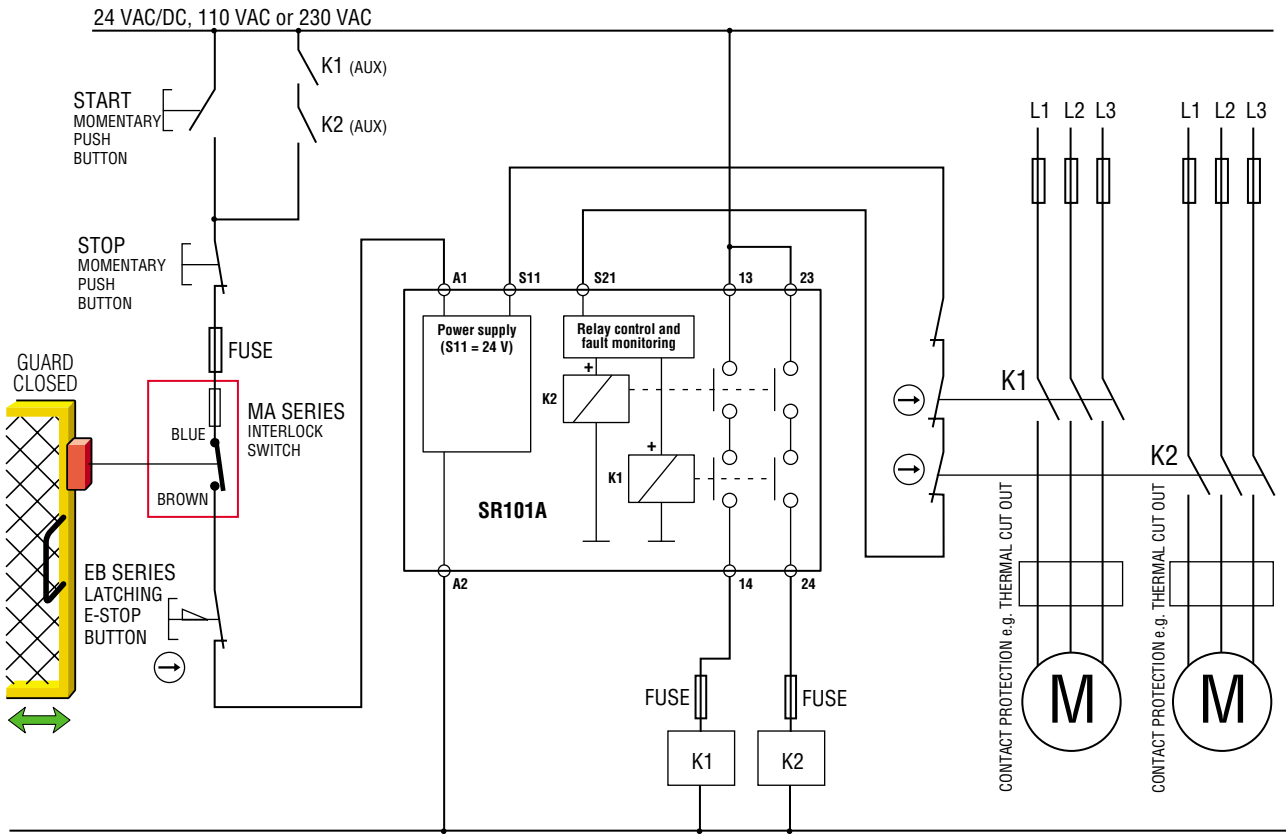 24 VAC/DC, 110 VAC or 230 VAC
K1 (AUX)
K2 (AUX)
START
MOMENTARY
PUSH
BUTTON
STOP
MOMENTARY
PUSH
BUTTON
FUSE
GUARD
CLOSED
MA SERIES
INTERLOCK
SWITCH
BLUE
BROWN
EB SERIES
LATCHING
E-STOP
BUTTON
A1
S11
S21
13
23
Power supply
(S11 = 24 V)
Relay control and
fault monitoring
+
K2
+
K1
SR101A
A2
14
24
FUSE
FUSE
K1
K2
L1 L2 L3
L1 L2 L3
K1
K2
CONTACT PROTECTION e.g. THERMAL CUT OUT
CONTACT PROTECTION e.g. THERMAL CUT OUT
M
M